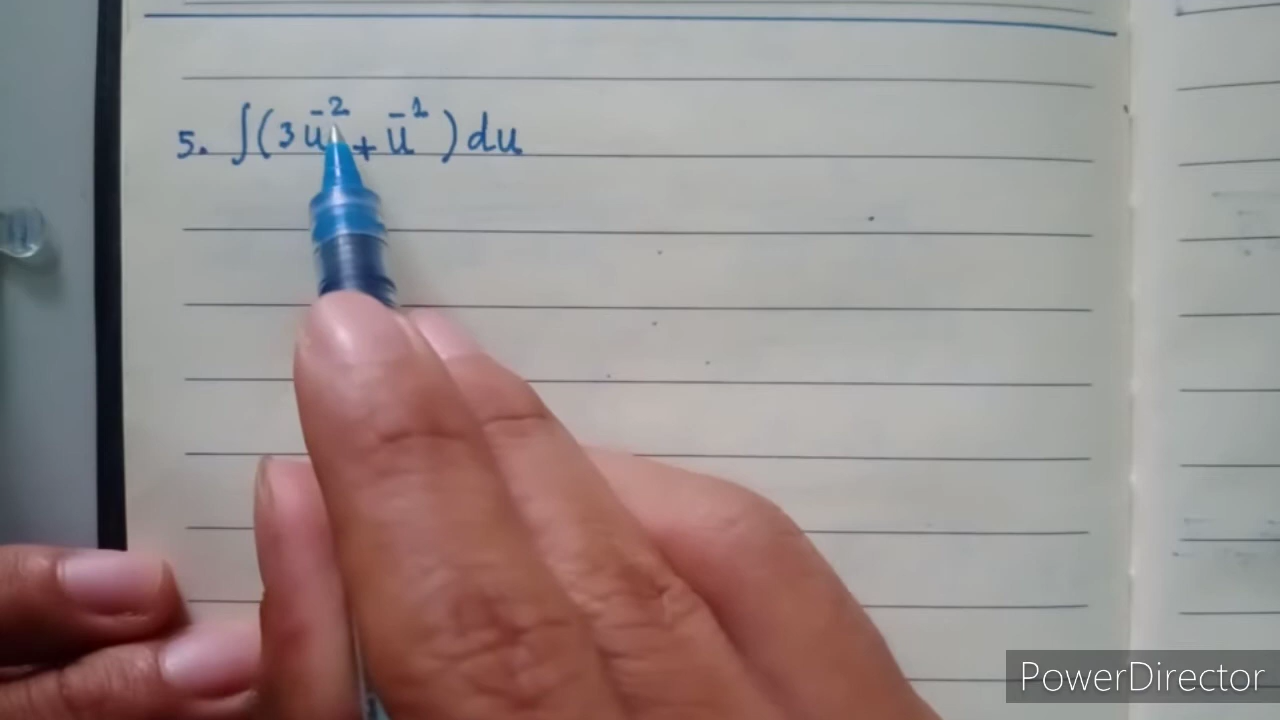 5. ∫(3u⁻² + u⁻¹) du
PowerDirector